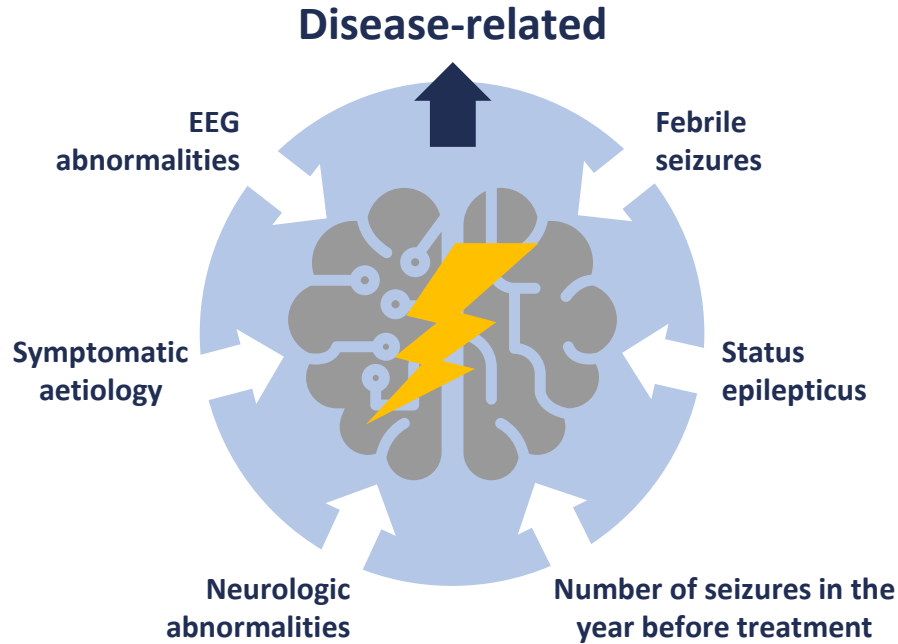 Disease-related
EEG
abnormalities
Febrile
seizures
Symptomatic
aetiology
Status
epilepticus
Neurologic
abnormalities
Number of seizures in the
year before treatment